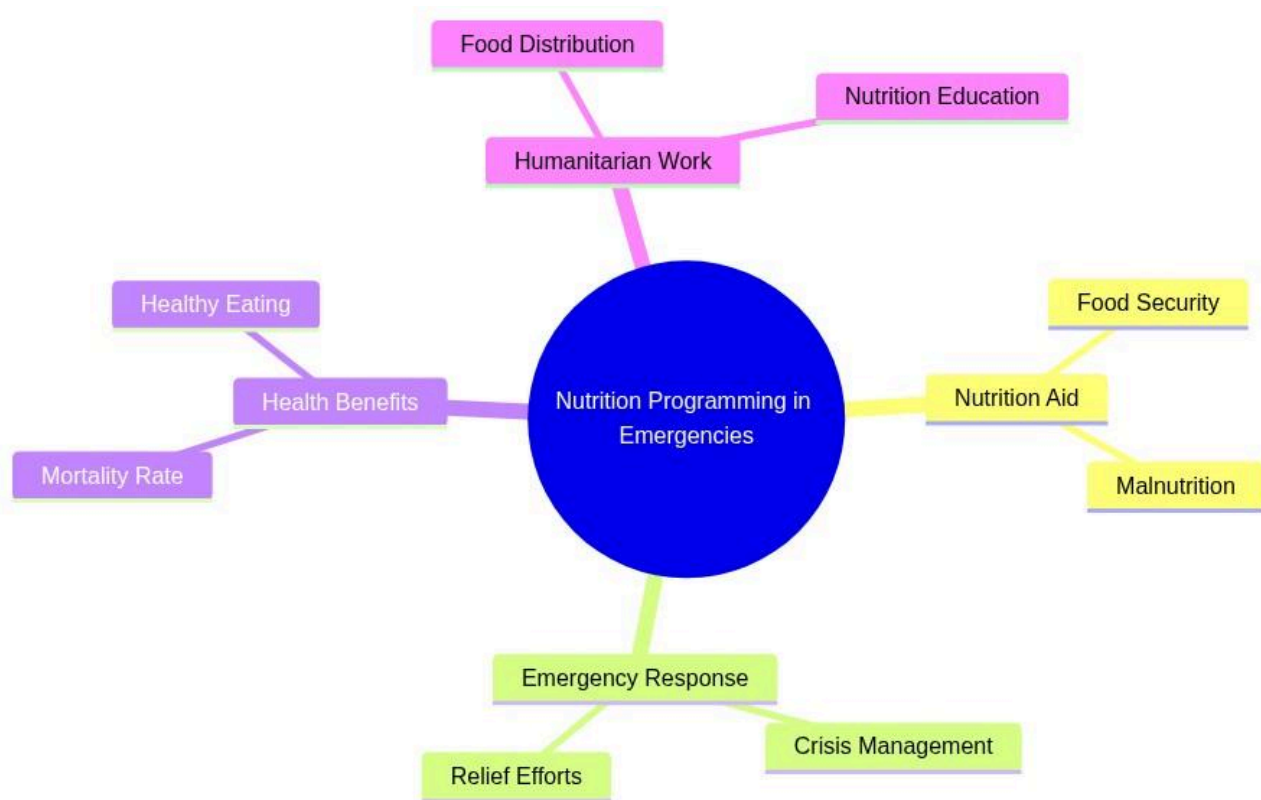 Food Distribution
Nutrition Education
Humanitarian Work
Healthy Eating
Food Security
Health Benefits
Nutrition Programming in
Emergencies
Nutrition Aid
Mortality Rate
Malnutrition
Emergency Response
Crisis Management
Relief Efforts